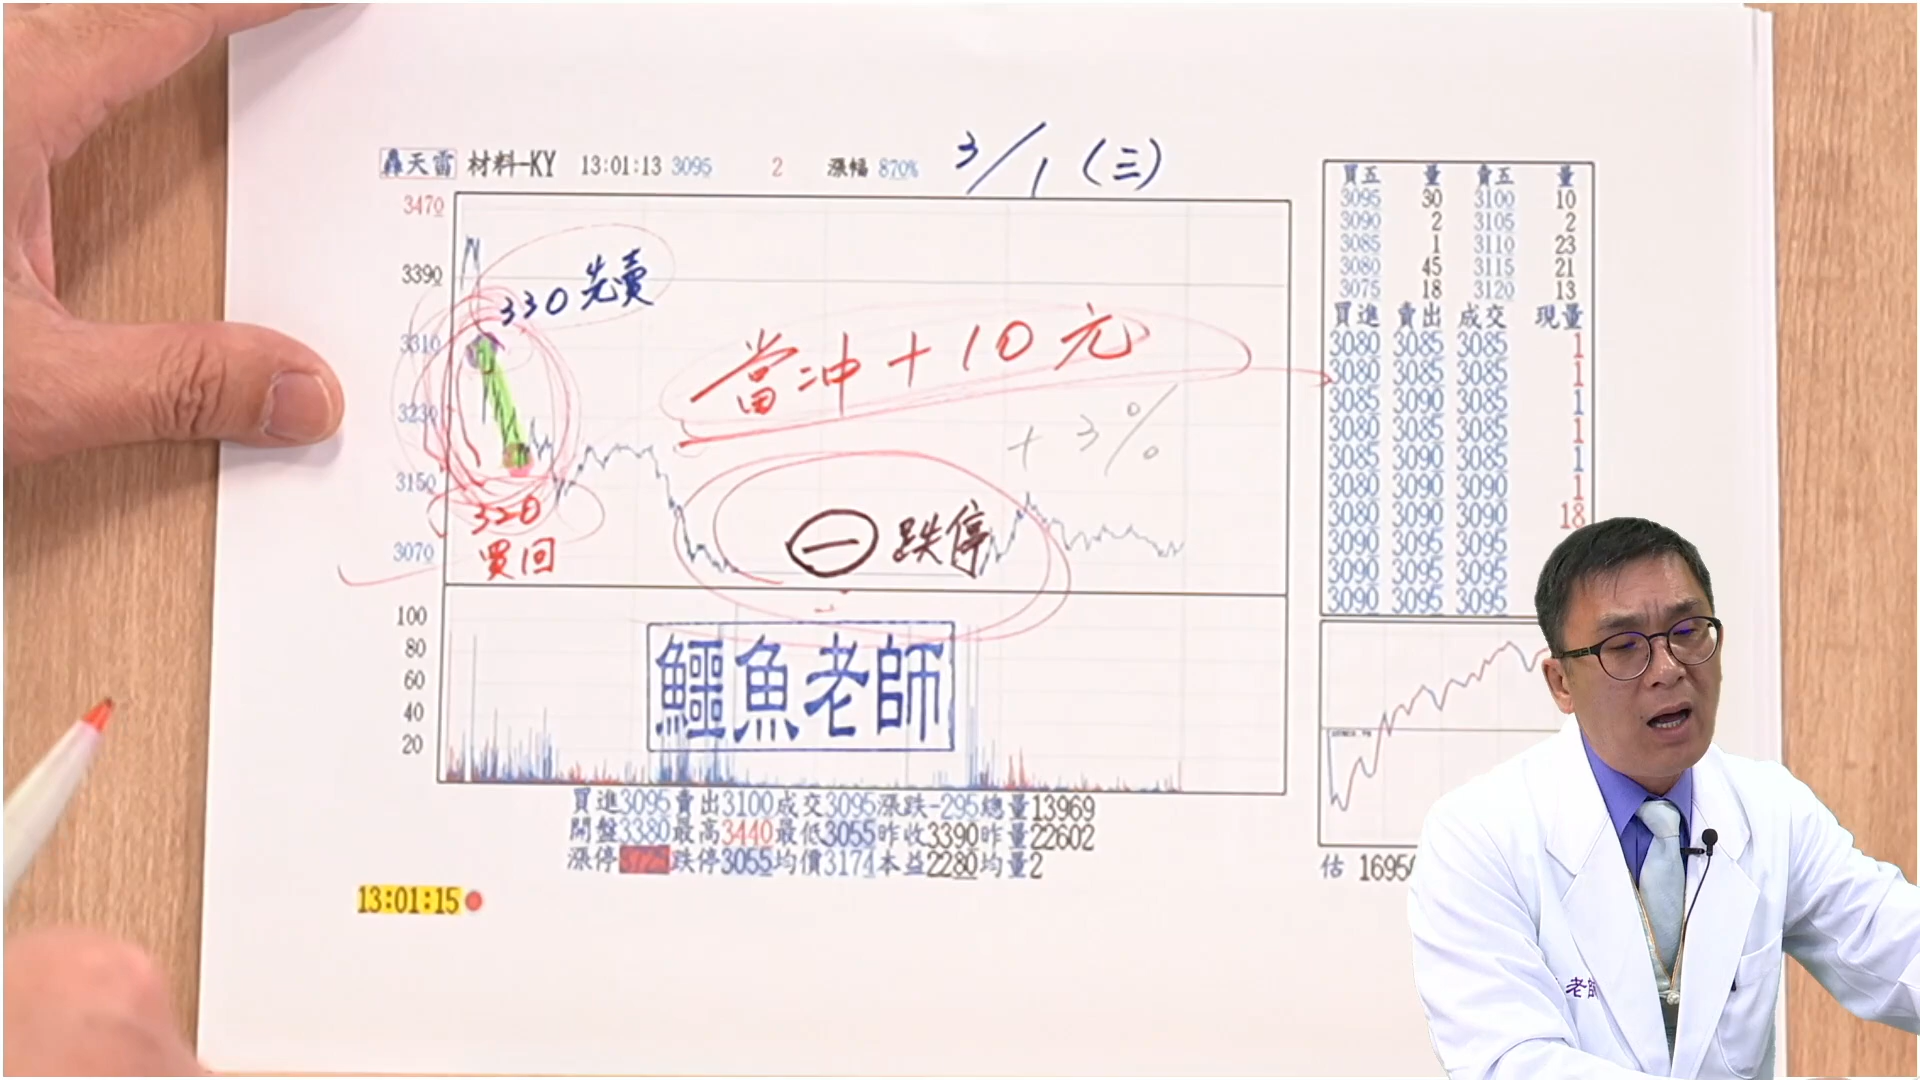 轟天雷 材料-KY 13:01:13 3095 2 漲幅 870% 3/1 (三)
3470
3390
3310
3230
3150
3070
330 先賣
當冲+10元
+3%
320
買回
㊀ 跌停
100
80
60
40
20
鱷魚老師
買進3095賣出3100成交3095漲跌-295總量13969
開盤3380最高3440最低3055昨收3390昨量22602
漲停3725跌停3055均價3174本益2280均量2
13:01:15
買五 量 賣五 量
3095 30 3100 10
3090 2 3105 2
3085 1 3110 23
3080 45 3115 21
3075 18 3120 13
買進 賣出 成交 現量
3080 3085 3085 1
3080 3085 3085 1
3085 3090 3085 1
3080 3085 3085 1
3085 3090 3085 1
3080 3090 3090 1
3080 3090 3090 18
3090 3095 3095
3090 3095 3095
3090 3095 3095
估 1695
老師